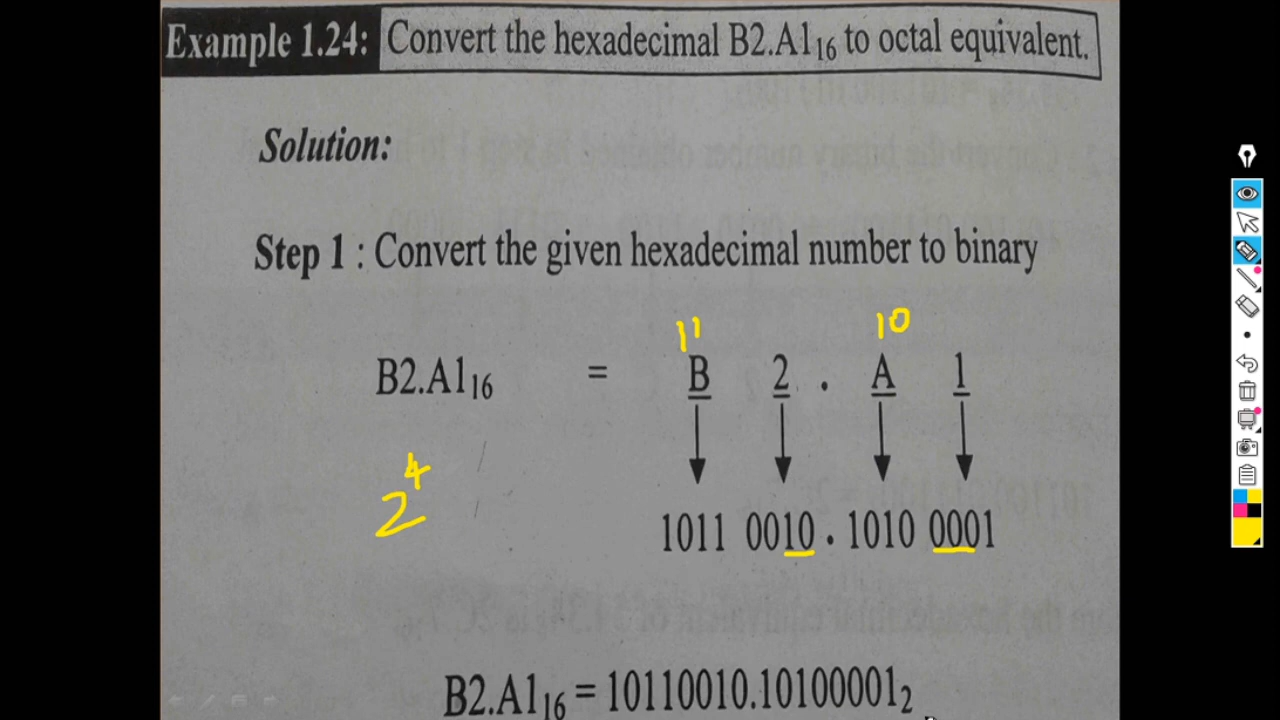 Example 1.24: Convert the hexadecimal B2.A1₁₆ to octal equivalent.
Solution:
Step 1 : Convert the given hexadecimal number to binary
11 10
B2.A1₁₆ = B 2 . A 1
2⁴
1011 0010 . 1010 0001
B2.A1₁₆ = 10110010.10100001₂